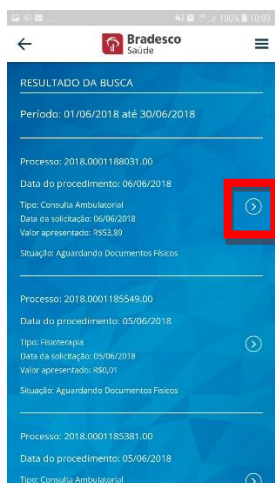 100% 10:03
Bradesco
Saúde
RESULTADO DA BUSCA
Período: 01/06/2018 até 30/06/2018
Processo: 2018.0001188031.00
Data do procedimento: 06/06/2018
Tipo: Consulta Ambulatorial
Data da solicitação: 06/06/2018
Valor apresentado: R$53,89
Situação: Aguardando Documentos Físicos
Processo: 2018.0001185549.00
Data do procedimento: 05/06/2018
Tipo: Fisioterapia
Data da solicitação: 05/06/2018
Valor apresentado: R$0,01
Situação: Aguardando Documentos Físicos
Processo: 2018.0001185381.00
Data do procedimento: 05/06/2018
Tipo: Consulta Ambulatorial